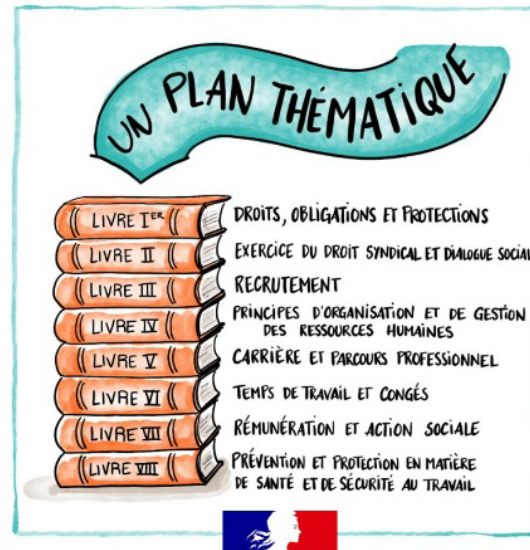 UN PLAN THÉMATIQUE
LIVRE IER DROITS, OBLIGATIONS ET PROTECTIONS
LIVRE II EXERCICE DU DROIT SYNDICAL ET DIALOGUE SOCIAL
LIVRE III RECRUTEMENT
LIVRE IV PRINCIPES D'ORGANISATION ET DE GESTION
DES RESSOURCES HUMAINES
LIVRE V CARRIÈRE ET PARCOURS PROFESSIONNEL
LIVRE VI TEMPS DE TRAVAIL ET CONGÉS
LIVRE VII RÉMUNÉRATION ET ACTION SOCIALE
LIVRE VIII PRÉVENTION ET PROTECTION EN MATIÈRE
DE SANTÉ ET DE SÉCURITÉ AU TRAVAIL